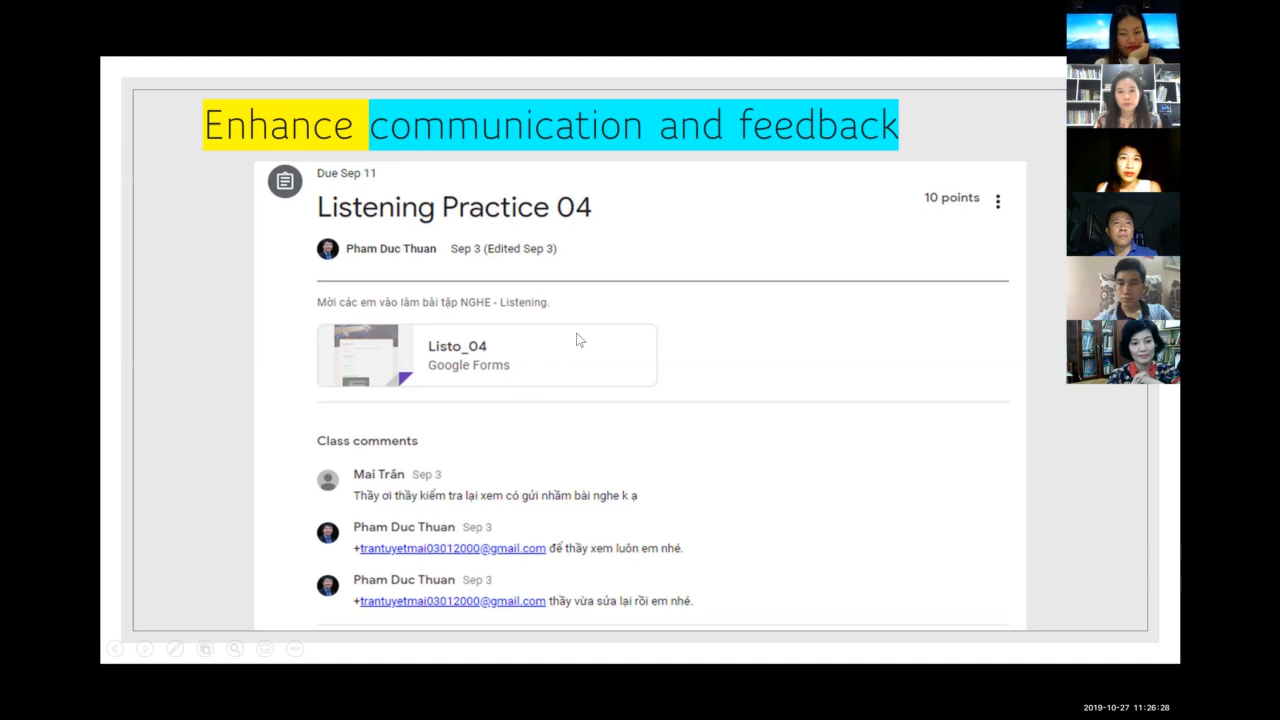 Enhance communication and feedback
Due Sep 11
Listening Practice 04
10 points
Pham Duc Thuan Sep 3 (Edited Sep 3)
Mời các em vào làm bài tập NGHE - Listening.
Listo_04
Google Forms
Class comments
Mai Trần Sep 3
Thầy ơi thầy kiểm tra lại xem có gửi nhầm bài nghe k ạ
Pham Duc Thuan Sep 3
+trantuyetmai03012000@gmail.com để thầy xem luôn em nhé.
Pham Duc Thuan Sep 3
+trantuyetmai03012000@gmail.com thầy vừa sửa lại rồi em nhé.
2019-10-27 11:26:28